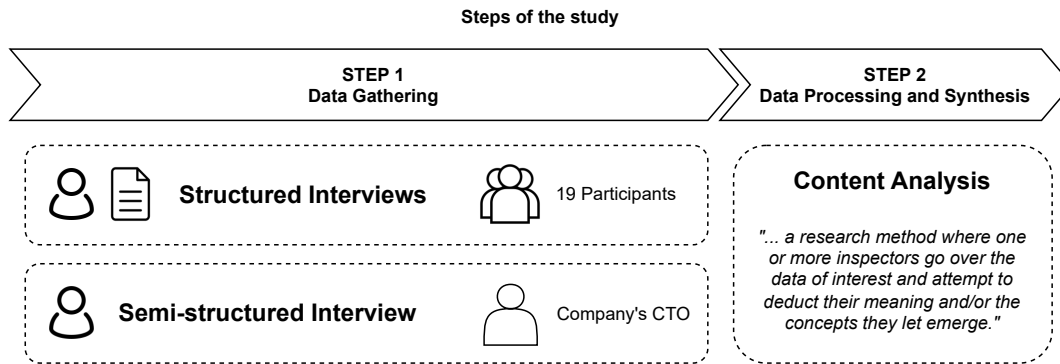 Steps of the study
STEP 1
Data Gathering
STEP 2
Data Processing and Synthesis
Structured Interviews
19 Participants
Semi-structured Interview
Company's CTO
Content Analysis
"... a research method where one
or more inspectors go over the
data of interest and attempt to
deduct their meaning and/or the
concepts they let emerge."